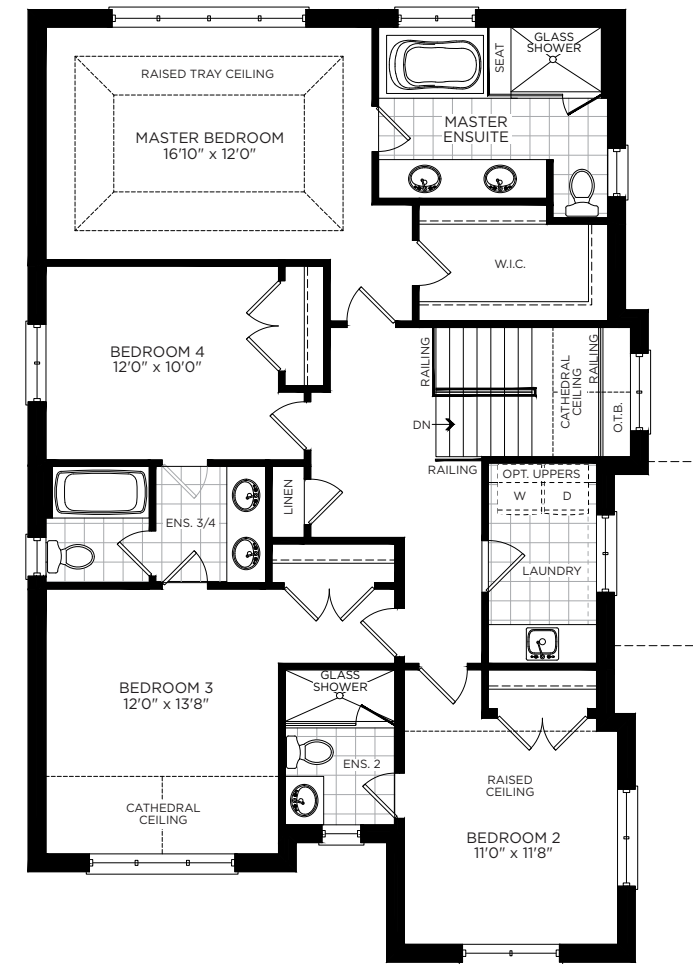 RAISED TRAY CEILING
MASTER BEDROOM
16'10" x 12'0"
SEAT
GLASS
SHOWER
MASTER
ENSUITE
W.I.C.
BEDROOM 4
12'0" x 10'0"
RAILING
DN
RAILING
CATHEDRAL
CEILING
RAILING
O.T.B.
LINEN
ENS. 3/4
OPT. UPPERS
W
D
LAUNDRY
BEDROOM 3
12'0" x 13'8"
CATHEDRAL
CEILING
GLASS
SHOWER
ENS. 2
RAISED
CEILING
BEDROOM 2
11'0" x 11'8"